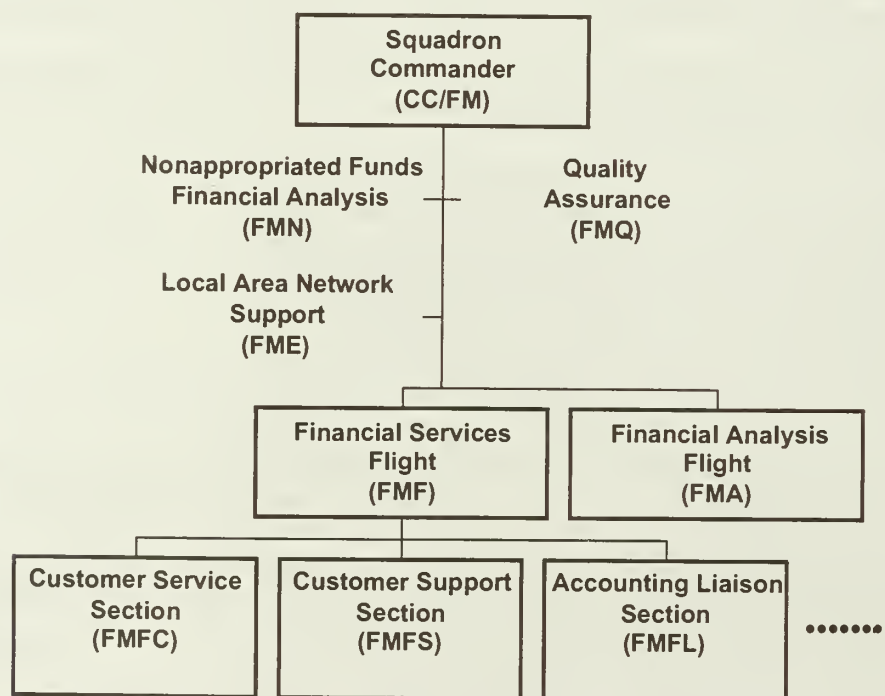 Squadron
Commander
(CC/FM)
Nonappropriated Funds
Financial Analysis
(FMN)
Quality
Assurance
(FMQ)
Local Area Network
Support
(FME)
Financial Services
Flight
(FMF)
Financial Analysis
Flight
(FMA)
Customer Service
Section
(FMFC)
Customer Support
Section
(FMFS)
Accounting Liaison
Section
(FMFL)